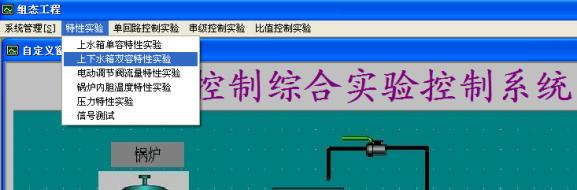 组态工程
系统管理[S] 特性实验 单回路控制实验 串级控制实验 比值控制实验
自定义窗
上水箱单容特性实验
上下水箱双容特性实验
电动调节阀流量特性实验
锅炉内胆温度特性实验
压力特性实验
信号测试
控制综合实验控制系统
锅炉